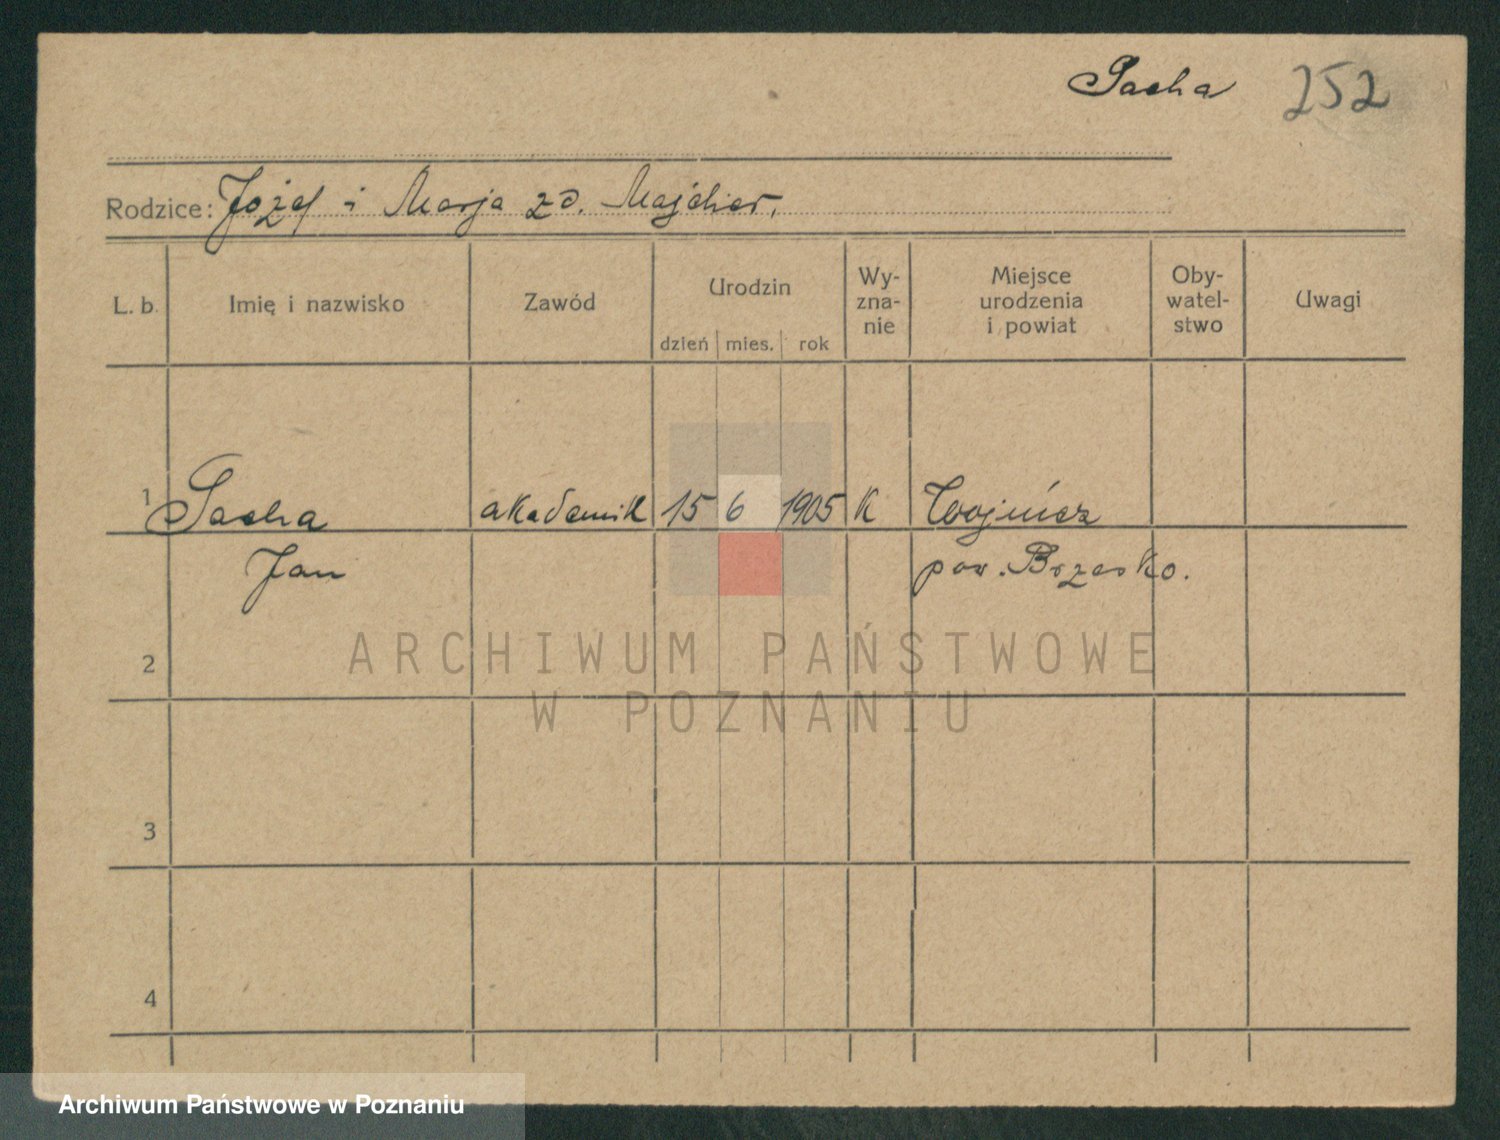 Pacha 252
Rodzice: Józef i Marja zd. Majcher.
L. b. Imię i nazwisko Zawód Urodzin dzień mies. rok Wy-zna-nie Miejsce urodzenia i powiat Oby-watel-stwo Uwagi
1 Pacha akademik 15 6 1905 K Wojnicz
Jan pow. Brzesko.
2
ARCHIWUM PAŃSTWOWE
W POZNANIU
3
4
Archiwum Państwowe w Poznaniu